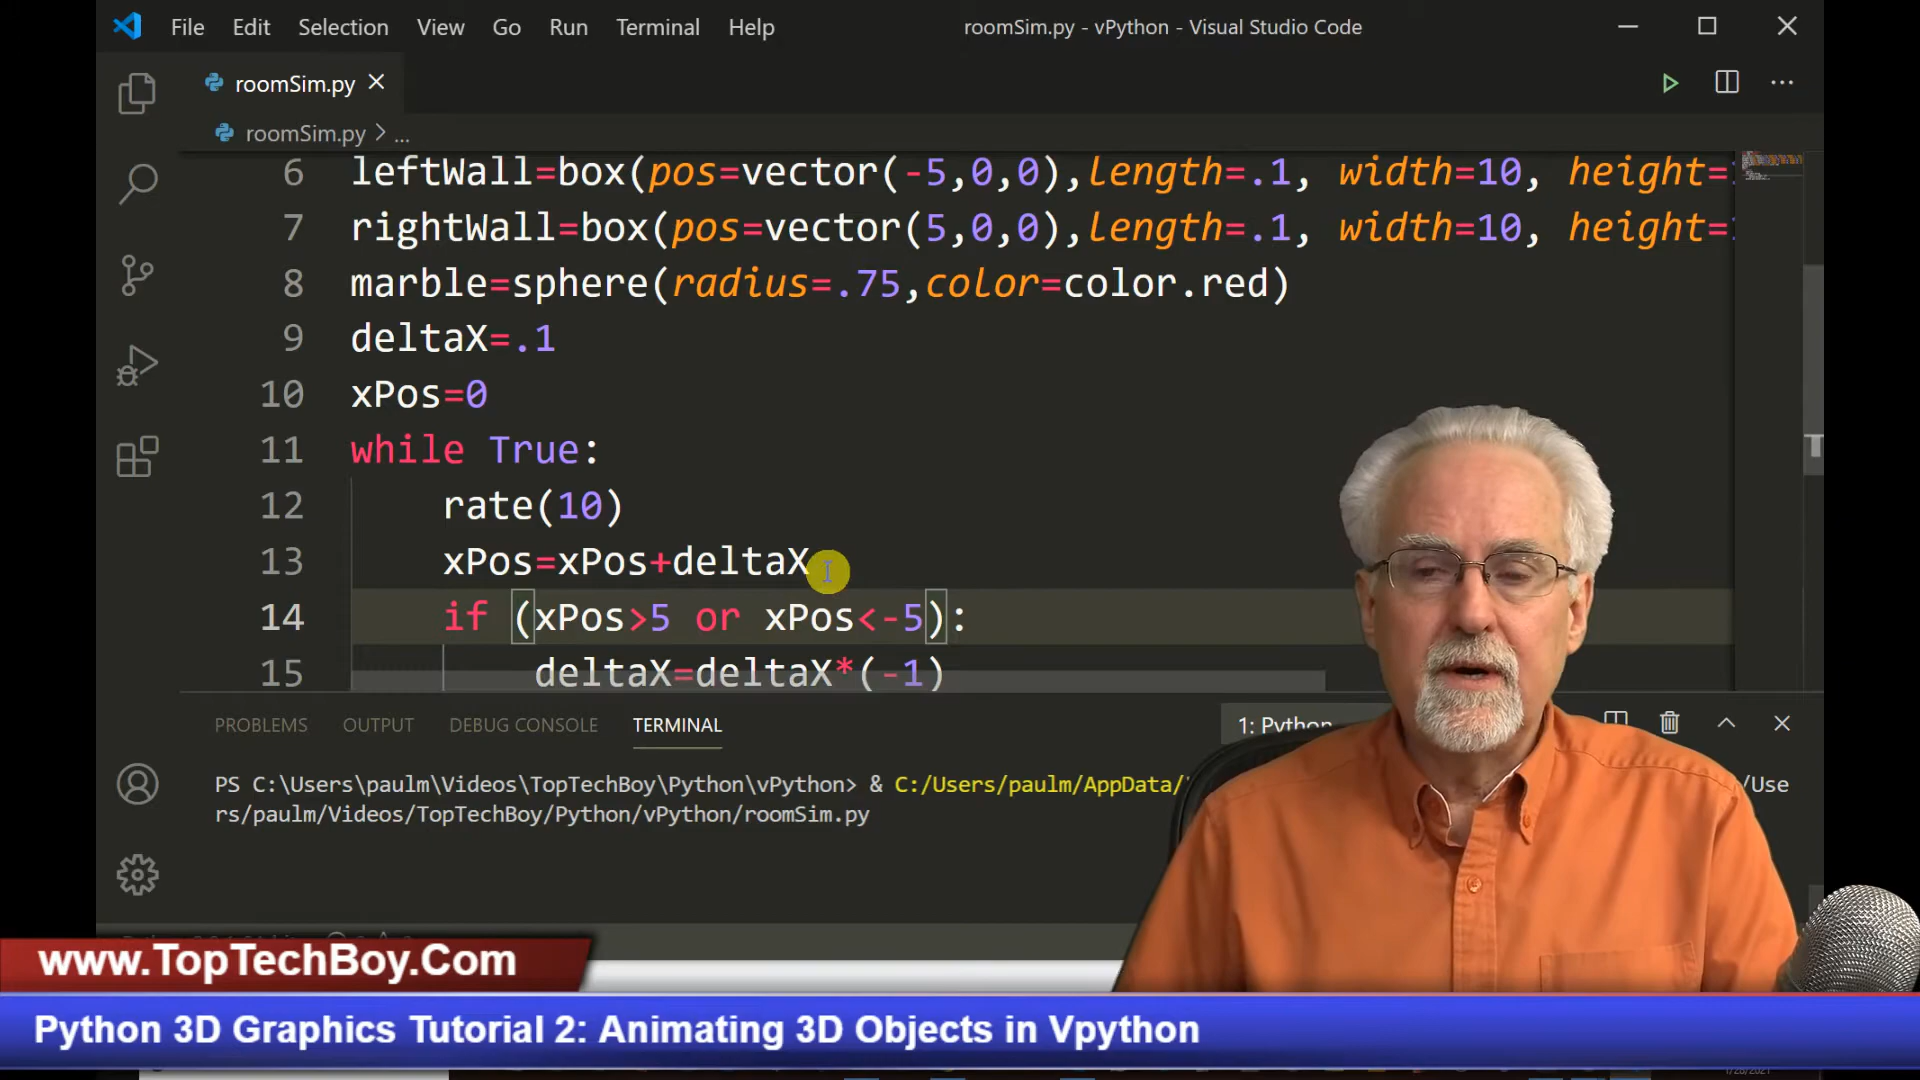 File Edit Selection View Go Run Terminal Help roomSim.py - vPython - Visual Studio Code
roomSim.py
roomSim.py > ...
6 leftWall=box(pos=vector(-5,0,0),length=.1, width=10, height=
7 rightWall=box(pos=vector(5,0,0),length=.1, width=10, height=
8 marble=sphere(radius=.75,color=color.red)
9 deltaX=.1
10 xPos=0
11 while True:
12 rate(10)
13 xPos=xPos+deltaX
14 if (xPos>5 or xPos<-5):
15 deltaX=deltaX*(-1)
PROBLEMS OUTPUT DEBUG CONSOLE TERMINAL 1: Python
PS C:\Users\paulm\Videos\TopTechBoy\Python\vPython> & C:/Users/paulm/AppData/ /Use
rs/paulm/Videos/TopTechBoy/Python/vPython/roomSim.py
www.TopTechBoy.Com
Python 3D Graphics Tutorial 2: Animating 3D Objects in Vpython